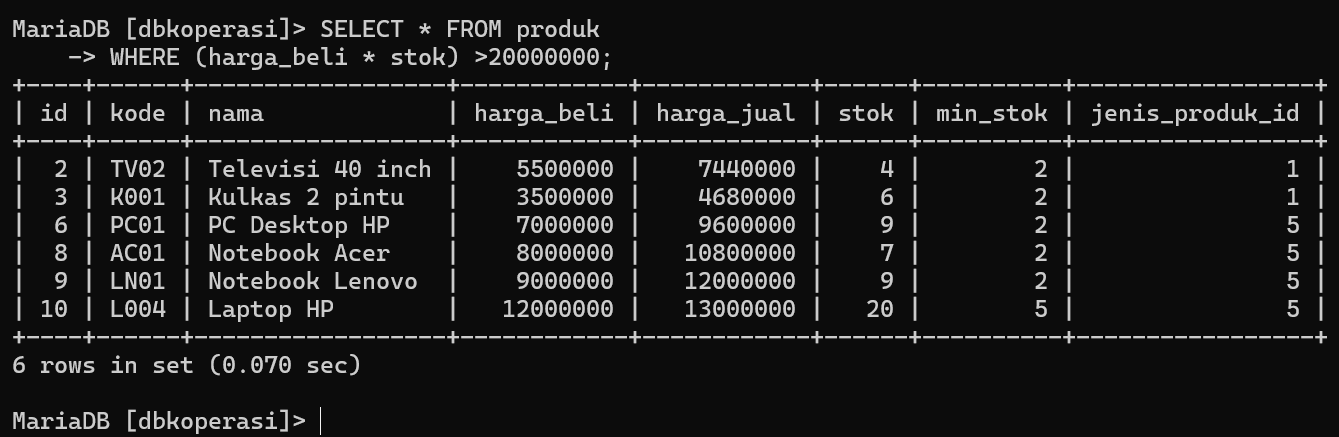 MariaDB [dbkoperasi]> SELECT * FROM produk
    -> WHERE (harga_beli * stok) >20000000;
+----+------+------------------+------------+------------+------+-----------+-----------------+
| id | kode | nama             | harga_beli | harga_jual | stok | min_stok | jenis_produk_id |
+----+------+------------------+------------+------------+------+-----------+-----------------+
|  2 | TV02 | Televisi 40 inch |    5500000 |    7440000 |    4 |        2 |               1 |
|  3 | K001 | Kulkas 2 pintu   |    3500000 |    4680000 |    6 |        2 |               1 |
|  6 | PC01 | PC Desktop HP    |    7000000 |    9600000 |    9 |        2 |               5 |
|  8 | AC01 | Notebook Acer    |    8000000 |   10800000 |    7 |        2 |               5 |
|  9 | LN01 | Notebook Lenovo  |    9000000 |   12000000 |    9 |        2 |               5 |
| 10 | L004 | Laptop HP        |   12000000 |   13000000 |   20 |        5 |               5 |
+----+------+------------------+------------+------------+------+-----------+-----------------+
6 rows in set (0.070 sec)
MariaDB [dbkoperasi]>